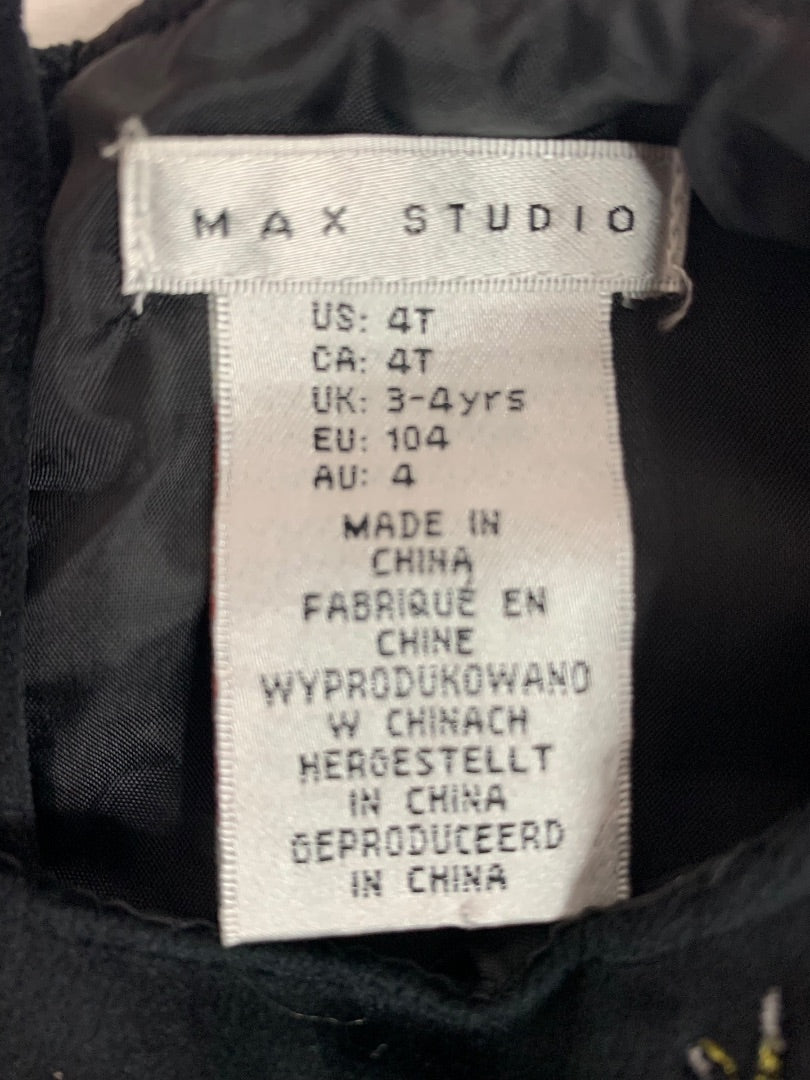 MAX STUDIO
US: 4T
CA: 4T
UK: 3-4yrs
EU: 104
AU: 4
MADE IN
CHINA
FABRIQUÉ EN
CHINE
WYPRODUKOWANO
W CHINACH
HERGESTELLT
IN CHINA
GEPRODUCEERD
IN CHINA